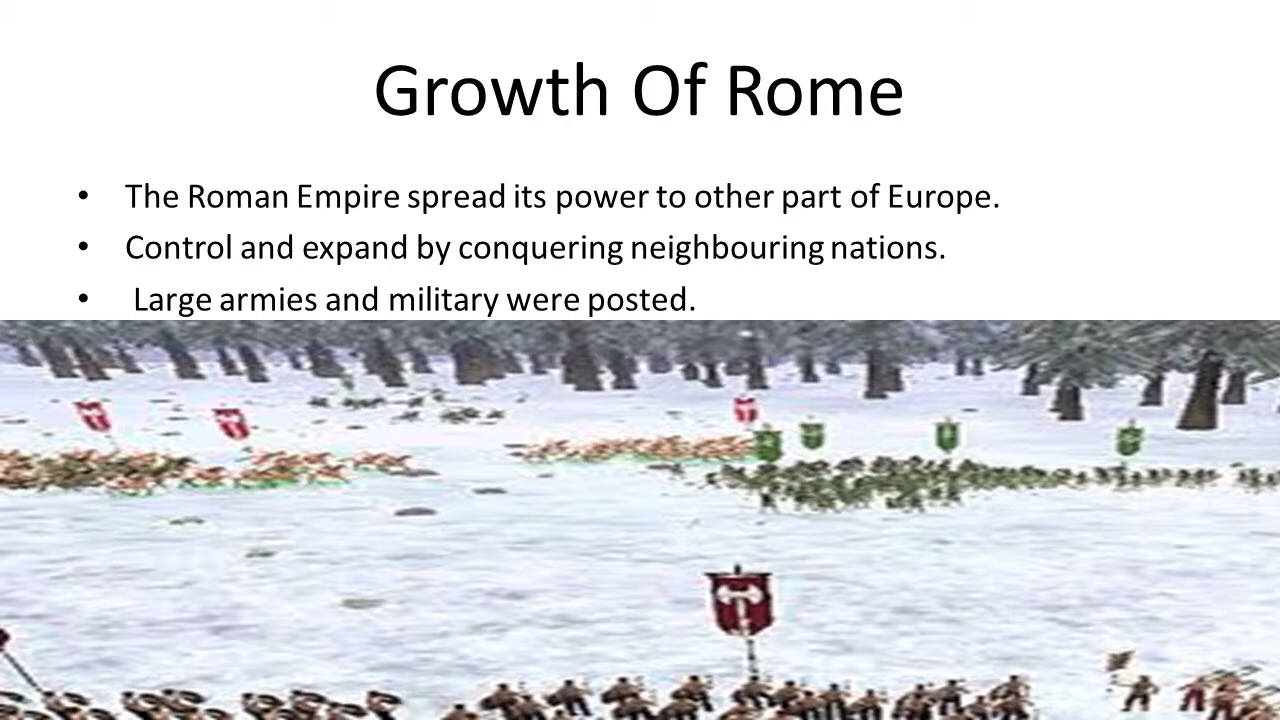 Growth Of Rome
• The Roman Empire spread its power to other part of Europe.
• Control and expand by conquering neighbouring nations.
• Large armies and military were posted.